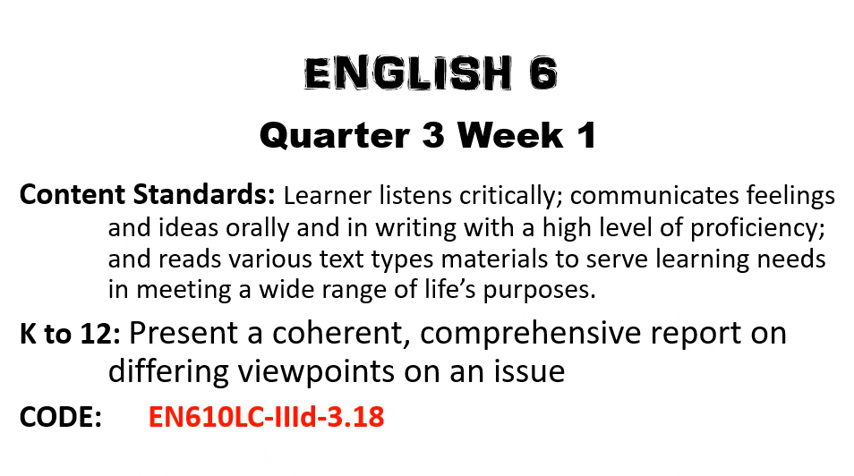 ENGLISH 6
Quarter 3 Week 1
Content Standards: Learner listens critically; communicates feelings
and ideas orally and in writing with a high level of proficiency;
and reads various text types materials to serve learning needs
in meeting a wide range of life’s purposes.
K to 12: Present a coherent, comprehensive report on
differing viewpoints on an issue
CODE: EN610LC-IIId-3.18